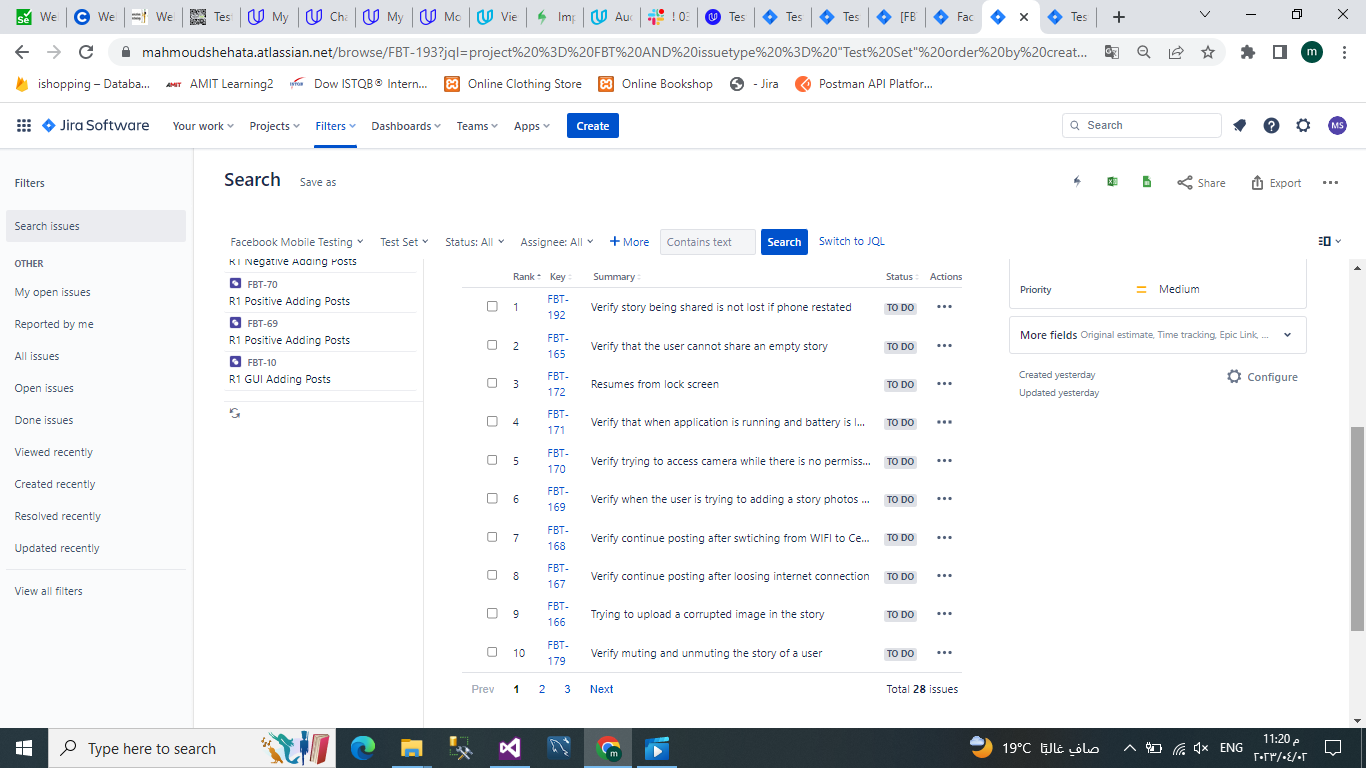 We
We
We
Test
My
Cha
My
Mo
Vie
Imp
Au
! 03
Tes
Tes
Tes
[FB
Fac
Tes
mahmoudshehata.atlassian.net/browse/FBT-193?jql=project%20%3D%20FBT%20AND%20issuetype%20%3D%20"Test%20Set"%20order%20by%20creat...
m
ishopping – Databa...
AMIT Learning2
Dow ISTQB® Intern...
Online Clothing Store
Online Bookshop
- Jira
Postman API Platfor...
Jira Software
Your work
Projects
Filters
Dashboards
Teams
Apps
Create
Search
MS
Filters
Search issues
OTHER
My open issues
Reported by me
All issues
Open issues
Done issues
Viewed recently
Created recently
Resolved recently
Updated recently
View all filters
Search
Save as
Share
Export
Facebook Mobile Testing
Test Set
Status: All
Assignee: All
+ More
Contains text
Search
Switch to JQL
R1 Negative Adding Posts
FBT-70
R1 Positive Adding Posts
FBT-69
R1 Positive Adding Posts
FBT-10
R1 GUI Adding Posts
Rank Key Summary Status Actions
1 FBT-192 Verify story being shared is not lost if phone restated TO DO
2 FBT-165 Verify that the user cannot share an empty story TO DO
3 FBT-172 Resumes from lock screen TO DO
4 FBT-171 Verify that when application is running and battery is l... TO DO
5 FBT-170 Verify trying to access camera while there is no permiss... TO DO
6 FBT-169 Verify when the user is trying to adding a story photos ... TO DO
7 FBT-168 Verify continue posting after swtiching from WIFI to Ce... TO DO
8 FBT-167 Verify continue posting after loosing internet connection TO DO
9 FBT-166 Trying to upload a corrupted image in the story TO DO
10 FBT-179 Verify muting and unmuting the story of a user TO DO
Prev 1 2 3 Next
Total 28 issues
Priority
Medium
More fields Original estimate, Time tracking, Epic Link, ...
Created yesterday
Configure
Updated yesterday
Type here to search
19°C صاف غالبًا
ENG
11:20 م
٢٠٢٣/٠٤/٠٢